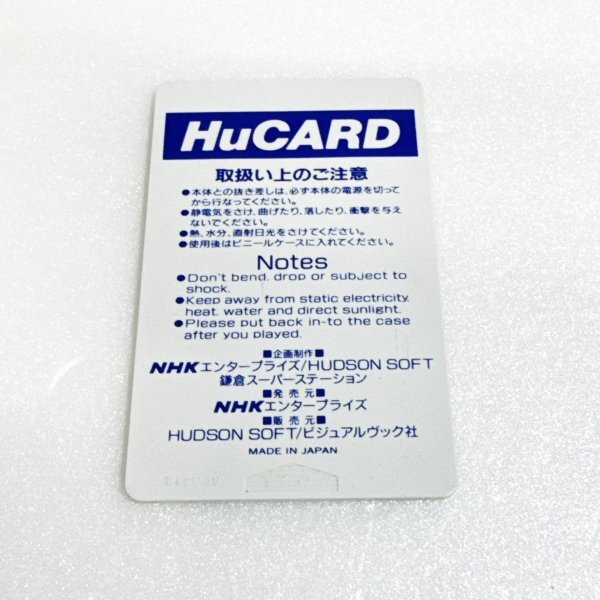 HuCARD
取扱い上のご注意
●本体との抜き差しは、必ず本体の電源を切って
から行なってください。
●静電気をさけ、曲げたり、落したり、衝撃を与え
ないでください。
●熱、水分、直射日光をさけてください。
●使用後はビニールケースに入れてください。
Notes
●Don't bend, drop or subject to
shock.
●Keep away from static electricity,
heat, water and direct sunlight.
●Please put back in-to the case
after you played.
■企画制作■
NHKエンタープライズ/HUDSON SOFT
鎌倉スーパーステーション
■発売元■
NHKエンタープライズ
■販売元■
HUDSON SOFT/ビジュアルヴック社
MADE IN JAPAN